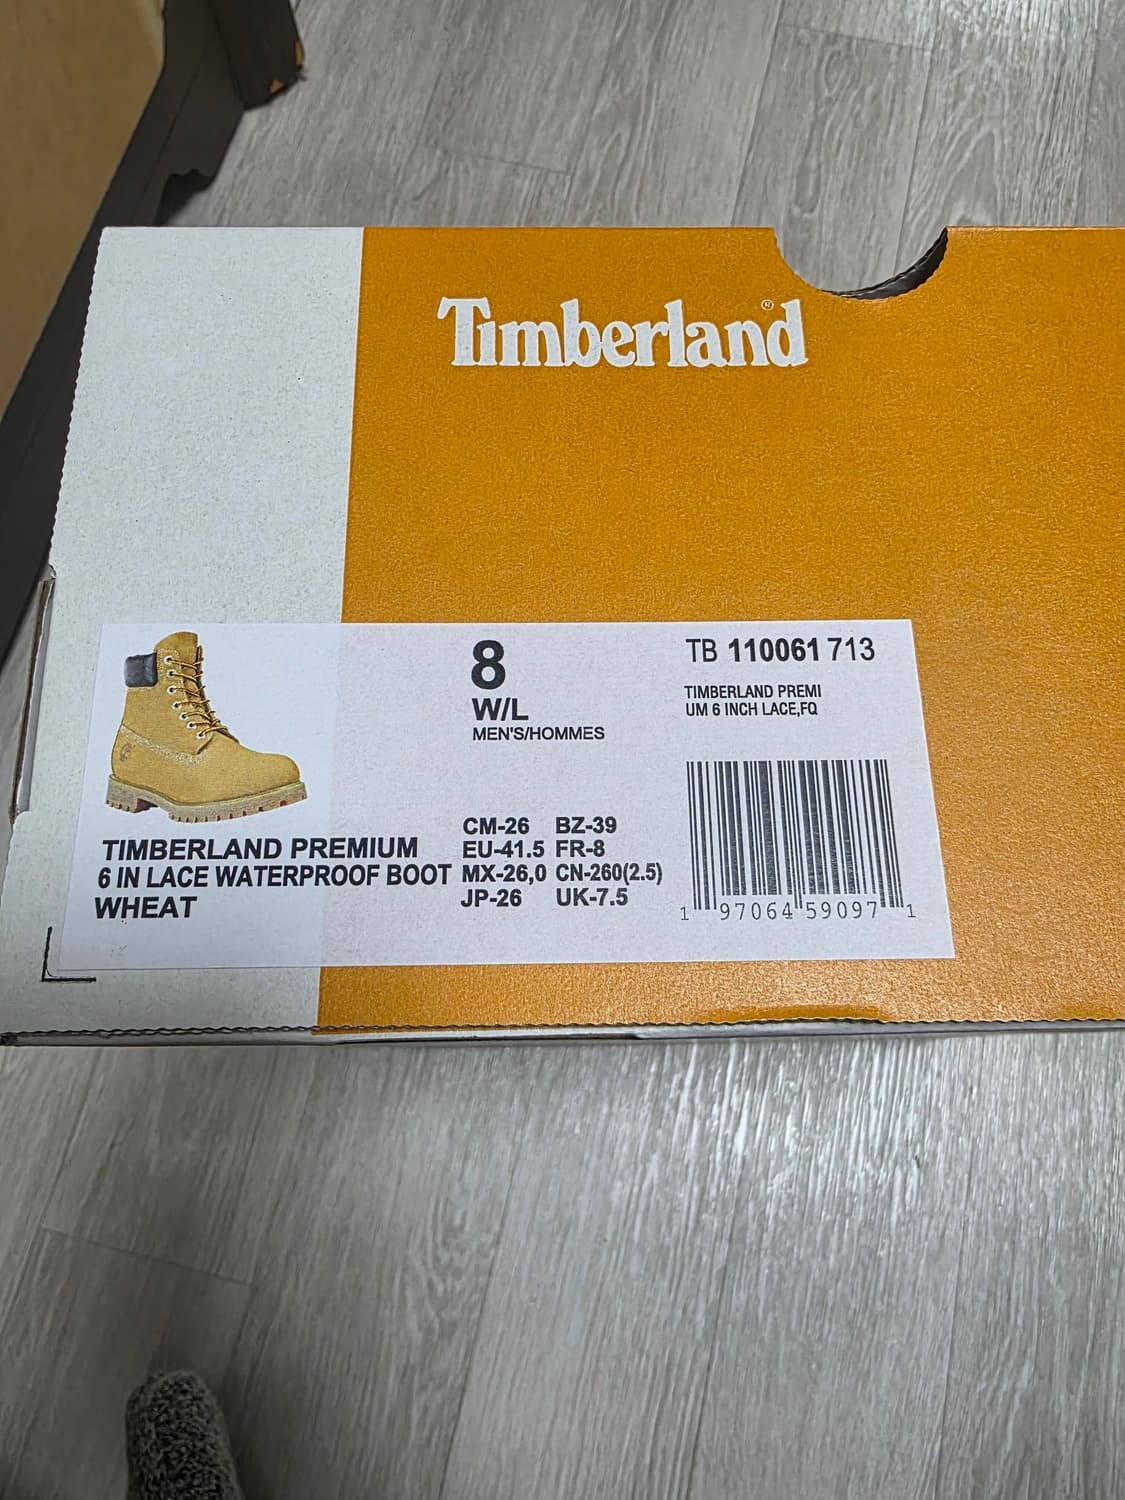 Timberland®
8
W/L
MEN'S/HOMMES
TB 110061 713
TIMBERLAND PREMI
UM 6 INCH LACE,FQ
TIMBERLAND PREMIUM
6 IN LACE WATERPROOF BOOT
WHEAT
CM-26 BZ-39
EU-41.5 FR-8
MX-26,0 CN-260(2.5)
JP-26 UK-7.5
1 97064 59097 1